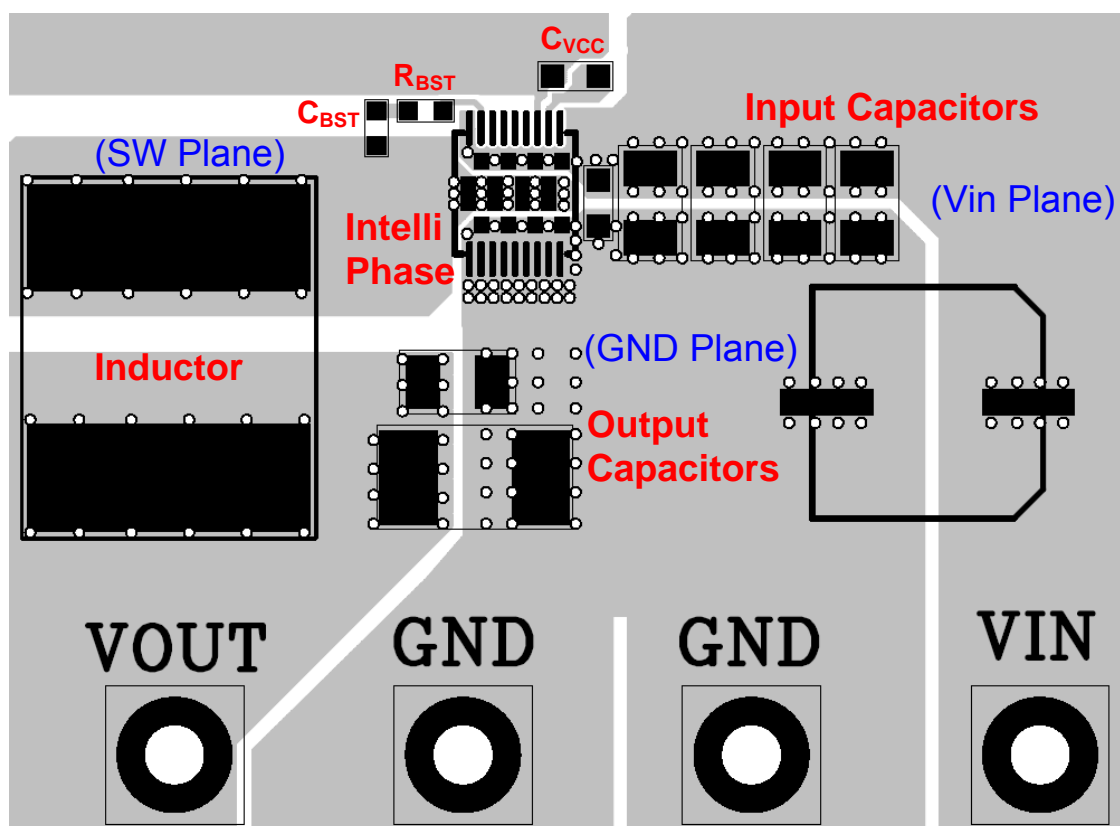 CVCC
RBST
CBST
Input Capacitors
(SW Plane)
(Vin Plane)
Intelli
Phase
(GND Plane)
Inductor
Output
Capacitors
VOUT
GND
GND
VIN